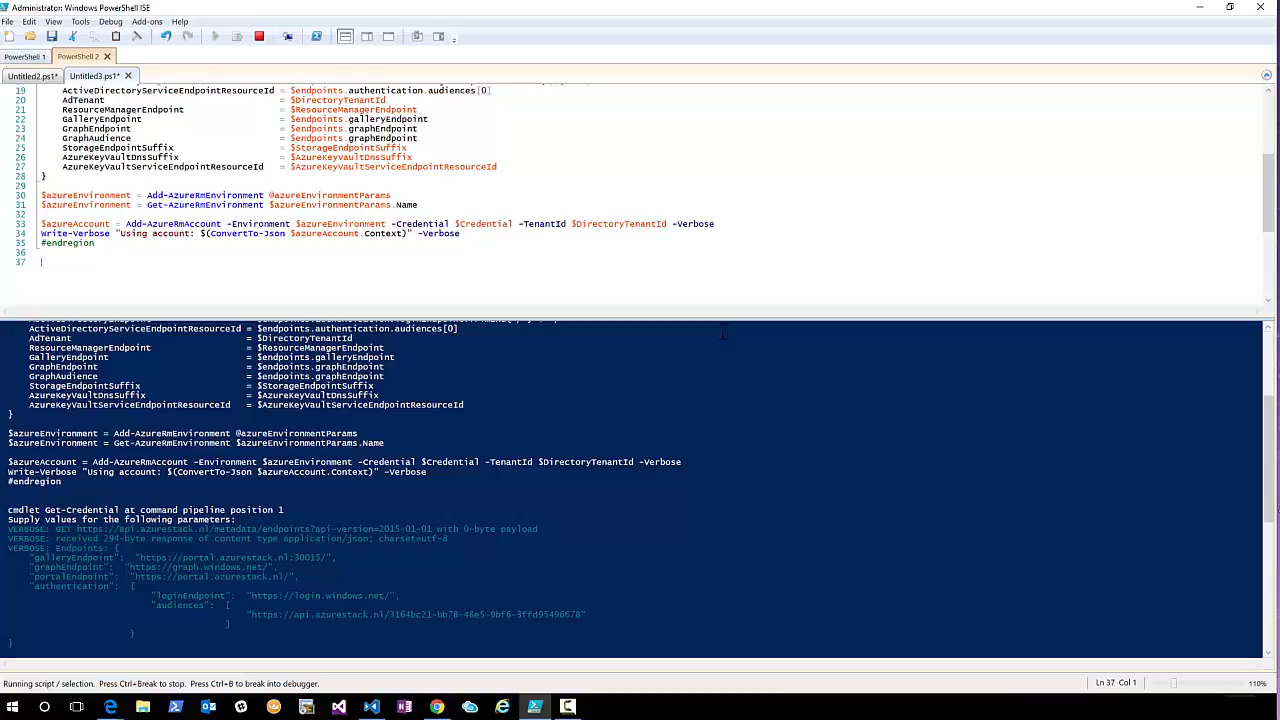 Administrator: Windows PowerShell ISE
File Edit View Tools Debug Add-ons Help
PowerShell 1 PowerShell 2
Untitled2.ps1* Untitled3.ps1*
19 ActiveDirectoryServiceEndpointResourceId = $endpoints.authentication.audiences[0]
20 AdTenant = $DirectoryTenantId
21 ResourceManagerEndpoint = $ResourceManagerEndpoint
22 GalleryEndpoint = $endpoints.galleryEndpoint
23 GraphEndpoint = $endpoints.graphEndpoint
24 GraphAudience = $endpoints.graphEndpoint
25 StorageEndpointSuffix = $StorageEndpointSuffix
26 AzureKeyVaultDnsSuffix = $AzureKeyVaultDnsSuffix
27 AzureKeyVaultServiceEndpointResourceId = $AzureKeyVaultServiceEndpointResourceId
28 }
29
30 $azureEnvironment = Add-AzureRmEnvironment @azureEnvironmentParams
31 $azureEnvironment = Get-AzureRmEnvironment $azureEnvironmentParams.Name
32
33 $azureAccount = Add-AzureRmAccount -Environment $azureEnvironment -Credential $Credential -TenantId $DirectoryTenantId -Verbose
34 Write-Verbose "Using account: $(ConvertTo-Json $azureAccount.Context)" -Verbose
35 #endregion
36
37
ActiveDirectoryServiceEndpointResourceId = $endpoints.authentication.audiences[0]
AdTenant = $DirectoryTenantId
ResourceManagerEndpoint = $ResourceManagerEndpoint
GalleryEndpoint = $endpoints.galleryEndpoint
GraphEndpoint = $endpoints.graphEndpoint
GraphAudience = $endpoints.graphEndpoint
StorageEndpointSuffix = $StorageEndpointSuffix
AzureKeyVaultDnsSuffix = $AzureKeyVaultDnsSuffix
AzureKeyVaultServiceEndpointResourceId = $AzureKeyVaultServiceEndpointResourceId
}
$azureEnvironment = Add-AzureRmEnvironment @azureEnvironmentParams
$azureEnvironment = Get-AzureRmEnvironment $azureEnvironmentParams.Name
$azureAccount = Add-AzureRmAccount -Environment $azureEnvironment -Credential $Credential -TenantId $DirectoryTenantId -Verbose
Write-Verbose "Using account: $(ConvertTo-Json $azureAccount.Context)" -Verbose
#endregion
cmdlet Get-Credential at command pipeline position 1
Supply values for the following parameters:
VERBOSE: GET https://api.azurestack.nl/metadata/endpoints?api-version=2015-01-01 with 0-byte payload
VERBOSE: received 294-byte response of content type application/json; charset=utf-8
VERBOSE: Endpoints: {
"galleryEndpoint": "https://portal.azurestack.nl:30015/",
"graphEndpoint": "https://graph.windows.net/",
"portalEndpoint": "https://portal.azurestack.nl/",
"authentication": {
"loginEndpoint": "https://login.windows.net/",
"audiences": [
"https://api.azurestack.nl/3164bc21-bb78-48e5-9bf6-3ffd95496678"
]
}
}
Running script / selection. Press Ctrl+Break to stop. Press Ctrl+B to break into debugger. Ln 37 Col 1 110%